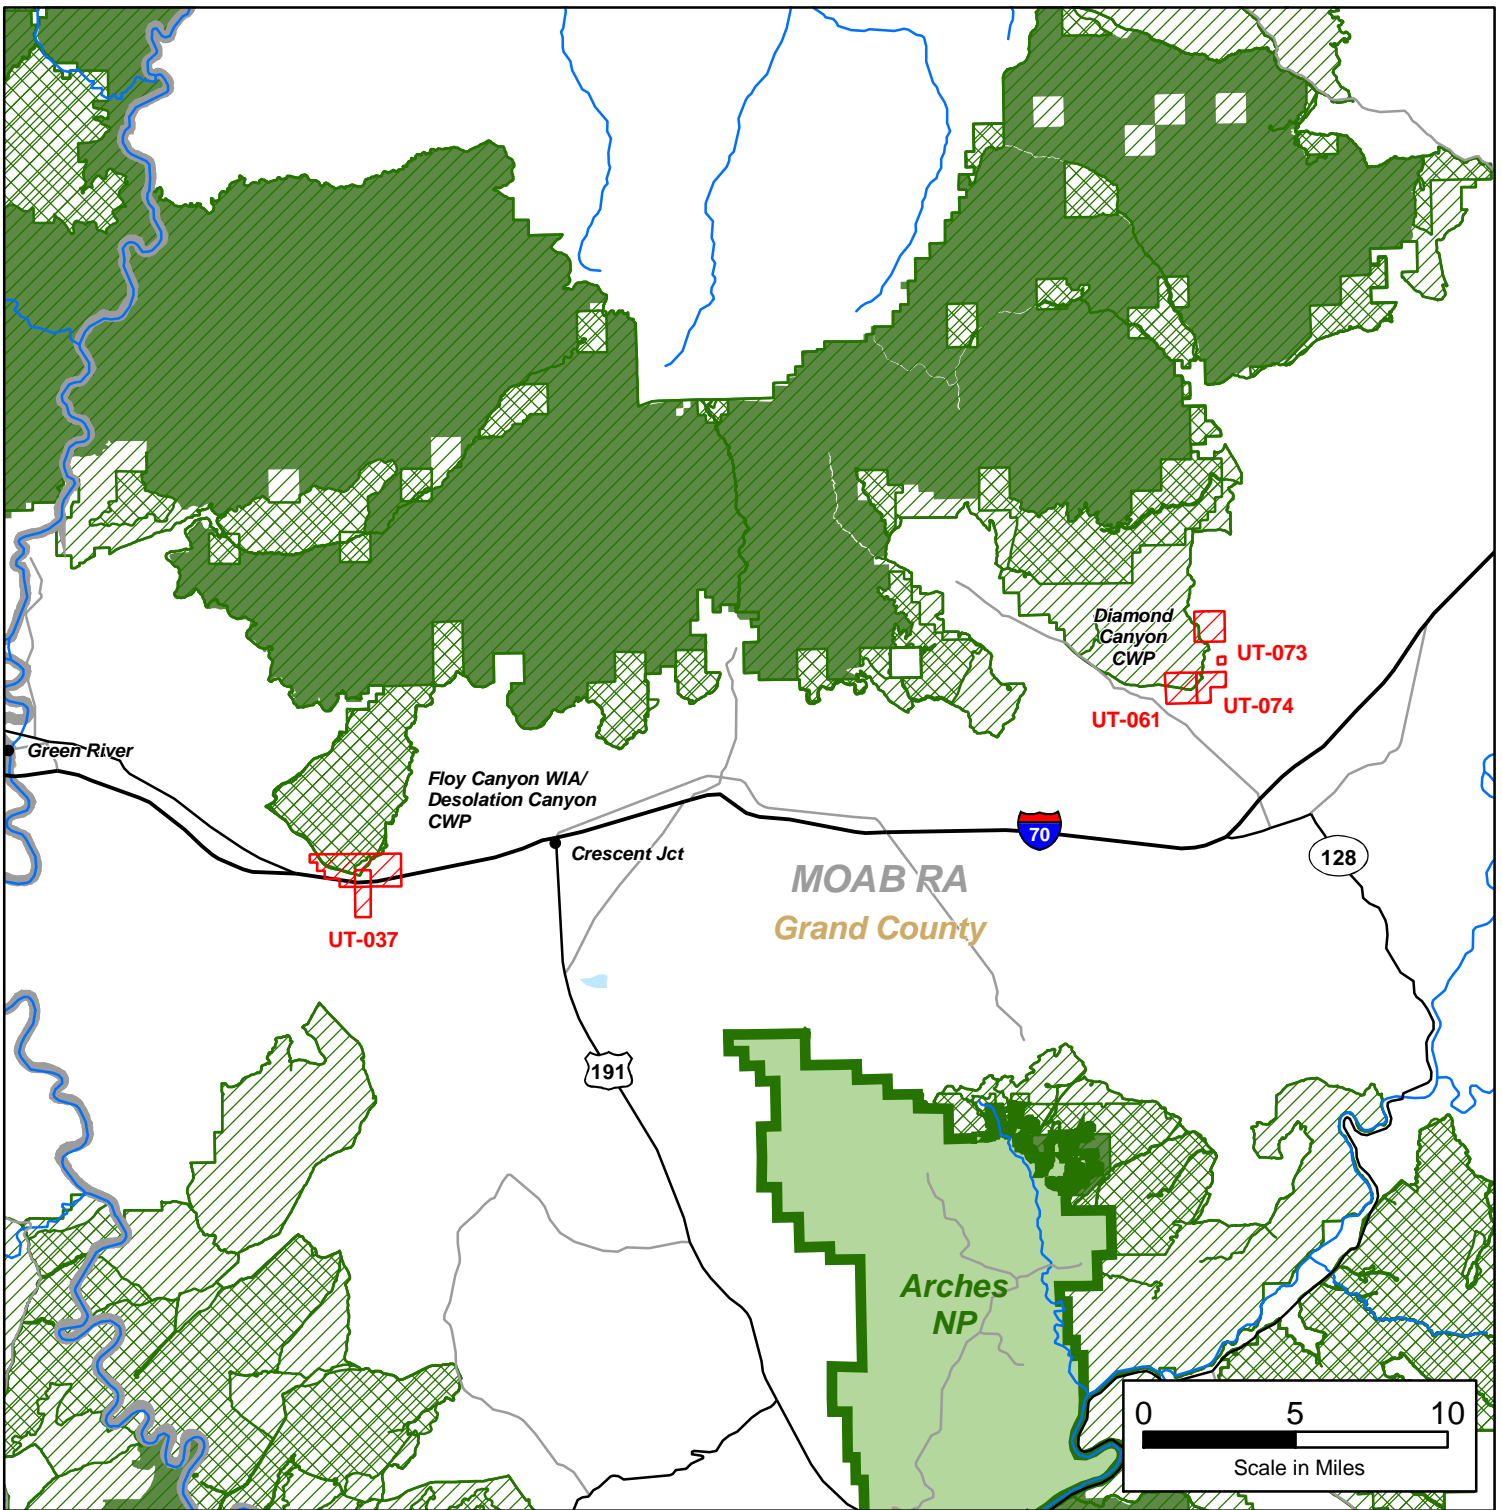 Diamond
Canyon
CWP
UT-073
UT-074
UT-061
Green River
Floy Canyon WIA/
Desolation Canyon
CWP
Crescent Jct
70
128
MOAB RA
Grand County
UT-037
191
Arches
NP
0 5 10
Scale in Miles